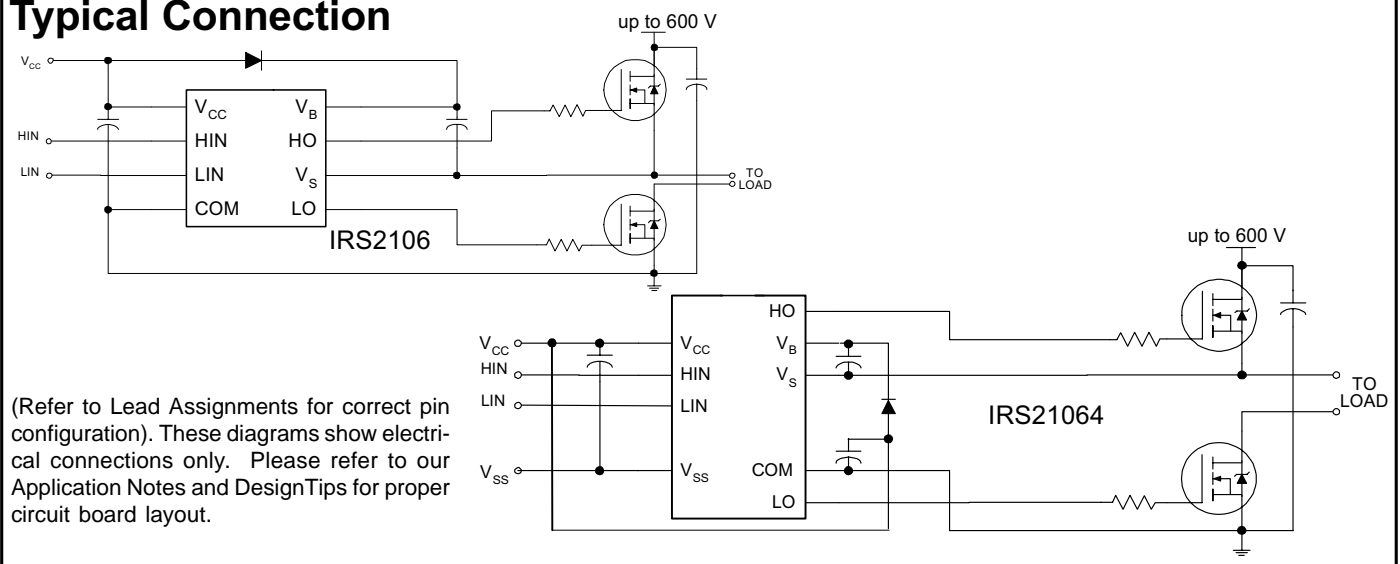 Typical Connection
up to 600 V
VCC
VCC VB
HIN
HIN HO
LIN
LIN VS
TO
LOAD
COM LO
IRS2106
up to 600 V
HO
VCC
VCC VB
HIN
HIN VS
LIN
LIN
TO
LOAD
IRS21064
VSS
VSS COM
LO
(Refer to Lead Assignments for correct pin
configuration). These diagrams show electri-
cal connections only. Please refer to our
Application Notes and DesignTips for proper
circuit board layout.